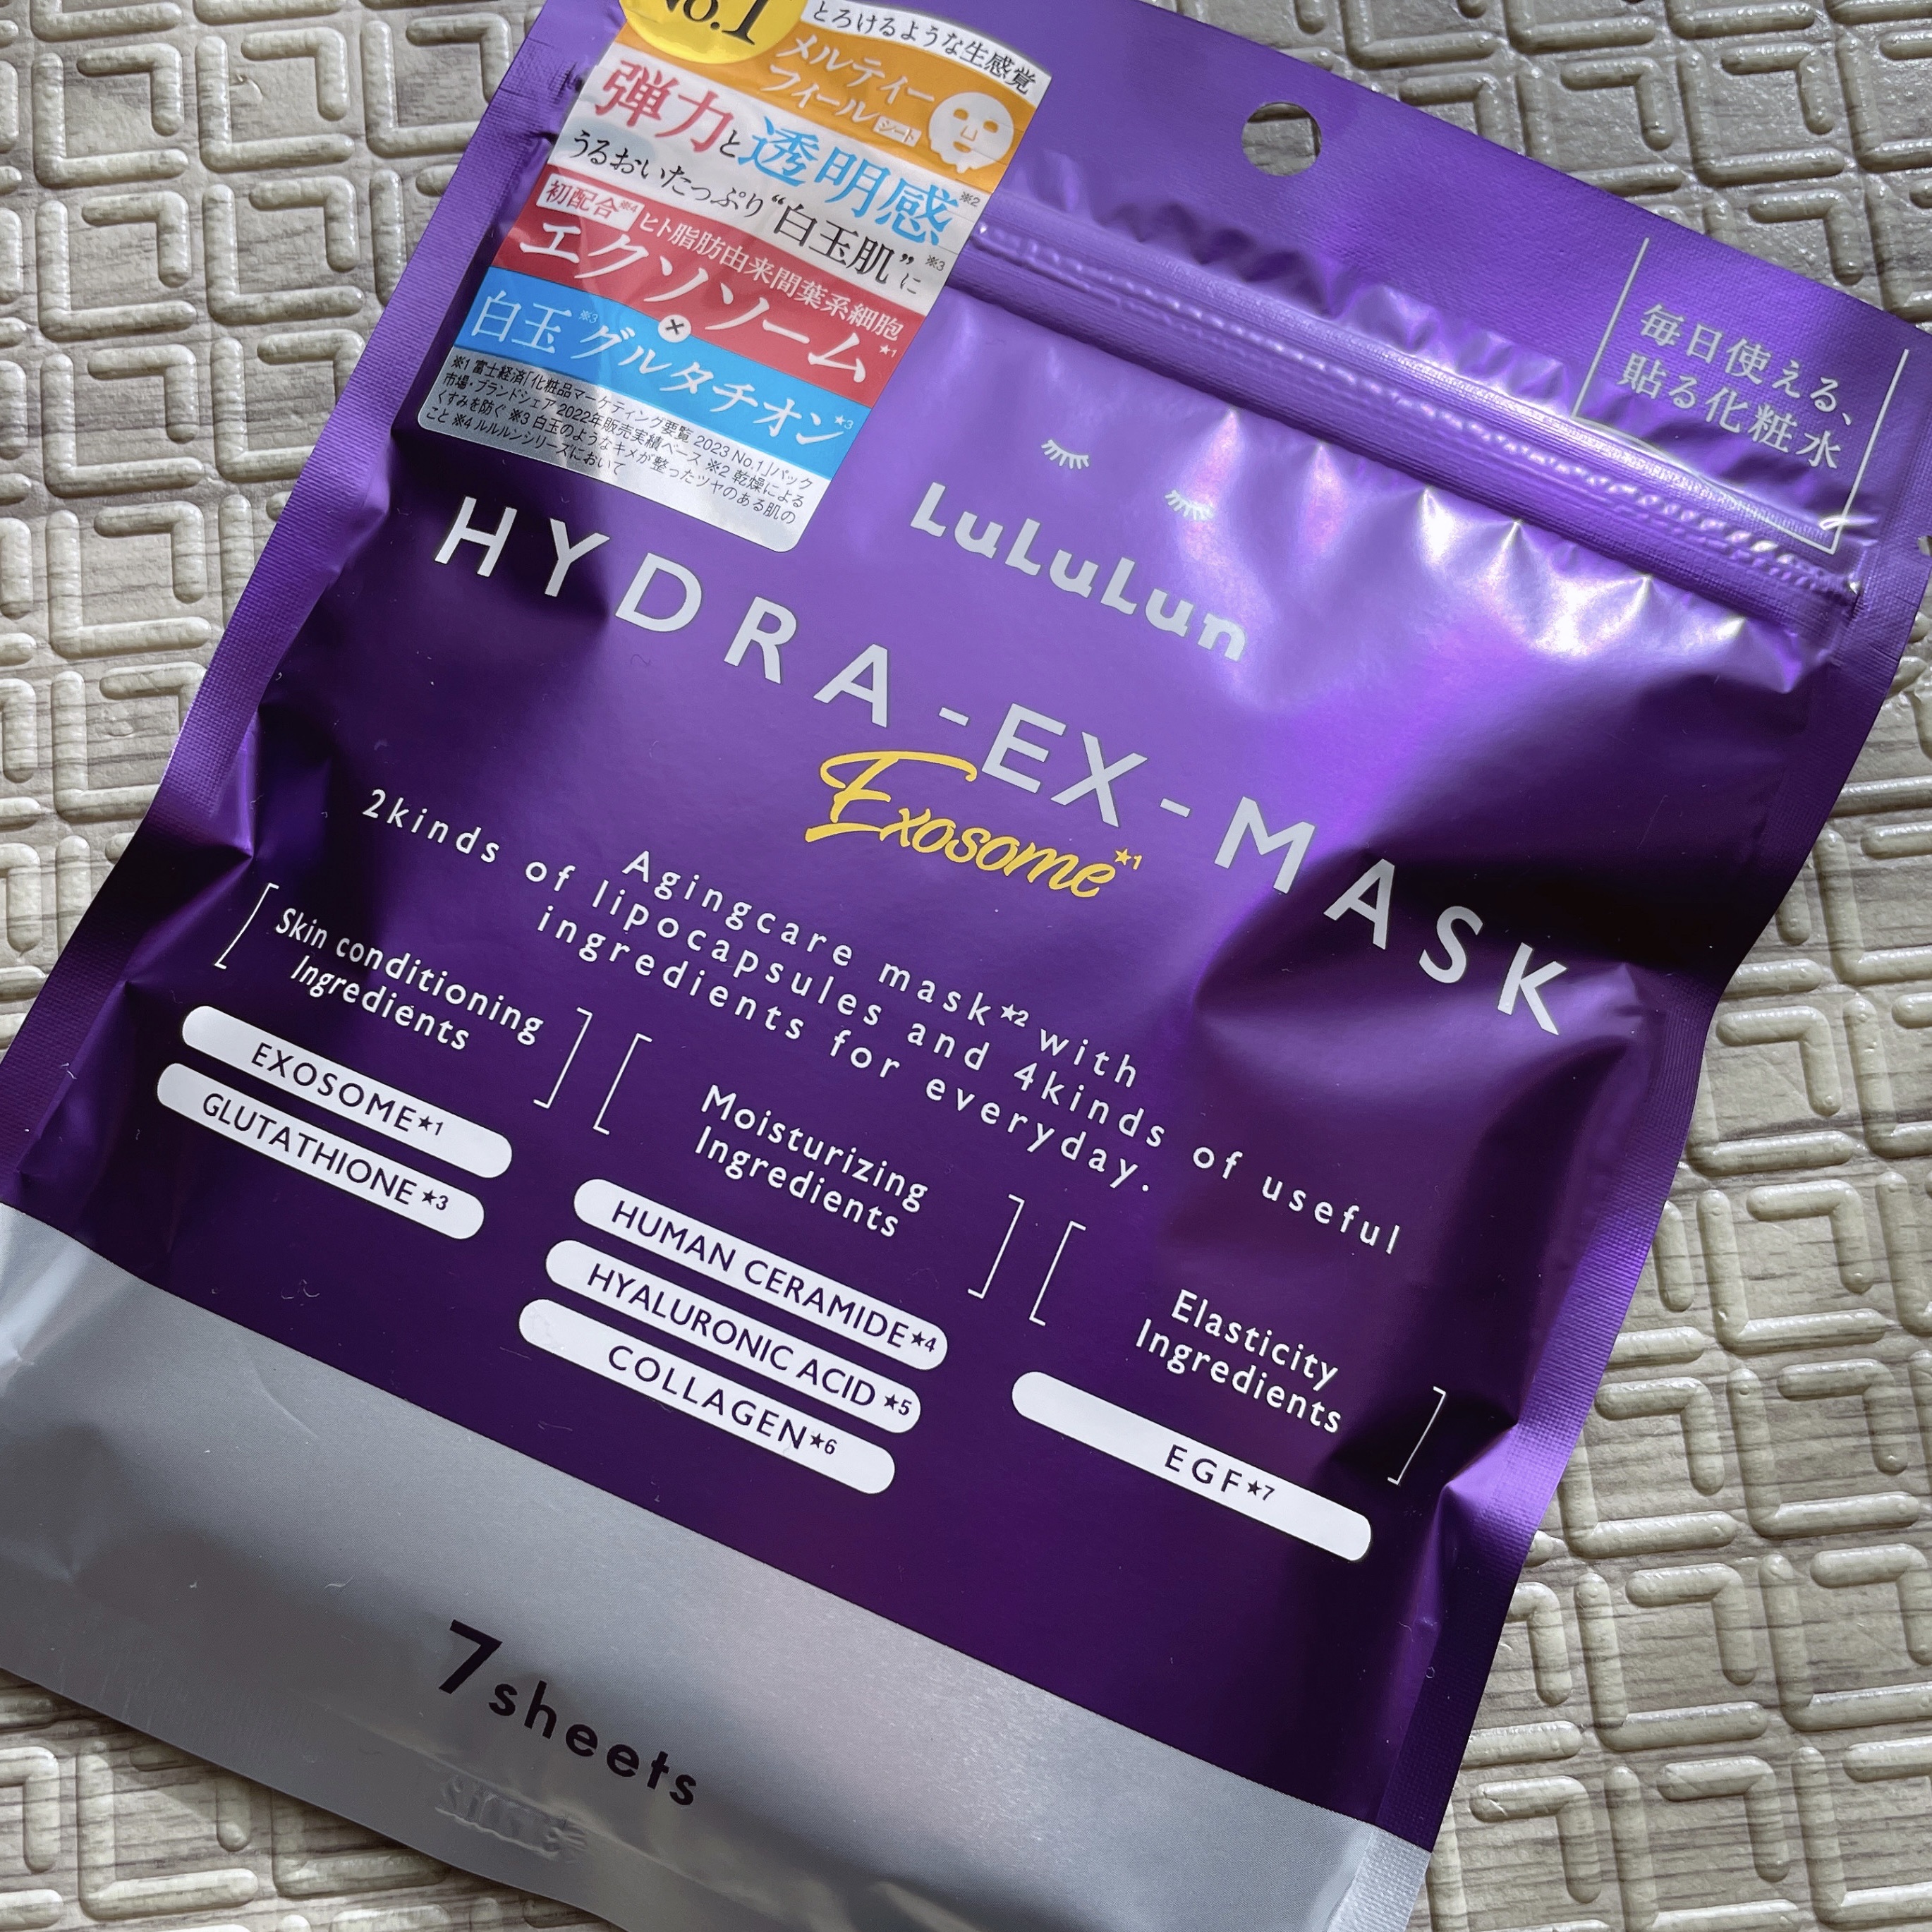 No.1
とろけるような生感覚
メルティー
フィールシート
弾力と透明感※2
うるおいたっぷり“白玉肌”※3に
初配合※4 ヒト脂肪由来間葉系細胞
エクソソーム★1
×
白玉※3グルタチオン★3
※1 富士経済「化粧品マーケティング要覧 2023 No.1」パック
市場・ブランドシェア 2022年販売実績ベース ※2 乾燥による
くすみを防ぐ ※3 白玉のようなキメが整ったツヤのある肌の
こと ※4 ルルルンシリーズにおいて
毎日使える、
貼る化粧水
LuLuLun
HYDRA-EX-MASK
Exosome★1
Agingcare mask★2 with
2kinds of lipocapsules and 4kinds of useful
ingredients for everyday.
Skin conditioning
Ingredients
EXOSOME★1
GLUTATHIONE★3
Moisturizing
Ingredients
HUMAN CERAMIDE★4
HYALURONIC ACID★5
COLLAGEN★6
Elasticity
Ingredients
EGF★7
7sheets